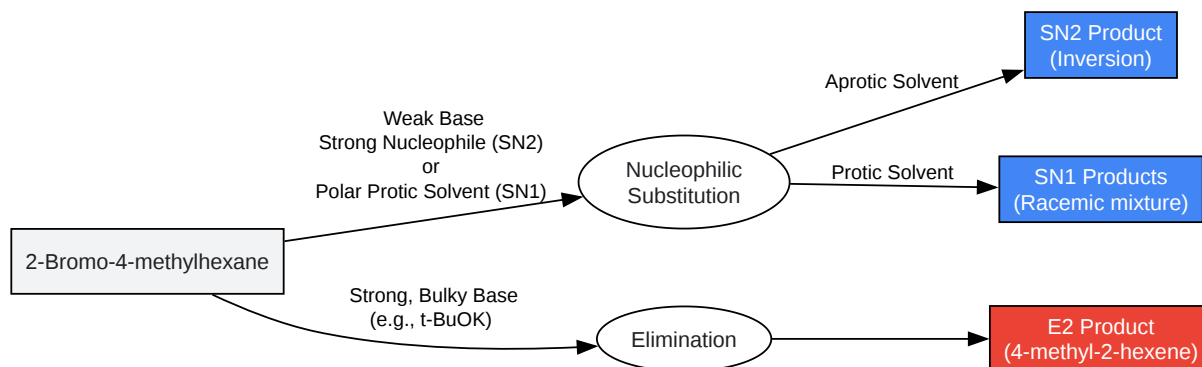 SN2 Product
(Inversion)
Aprotic Solvent
Weak Base
Strong Nucleophile (SN2)
or
Polar Protic Solvent (SN1)
Nucleophilic
Substitution
Protic Solvent
SN1 Products
(Racemic mixture)
2-Bromo-4-methylhexane
Strong, Bulky Base
(e.g., t-BuOK)
Elimination
E2 Product
(4-methyl-2-hexene)